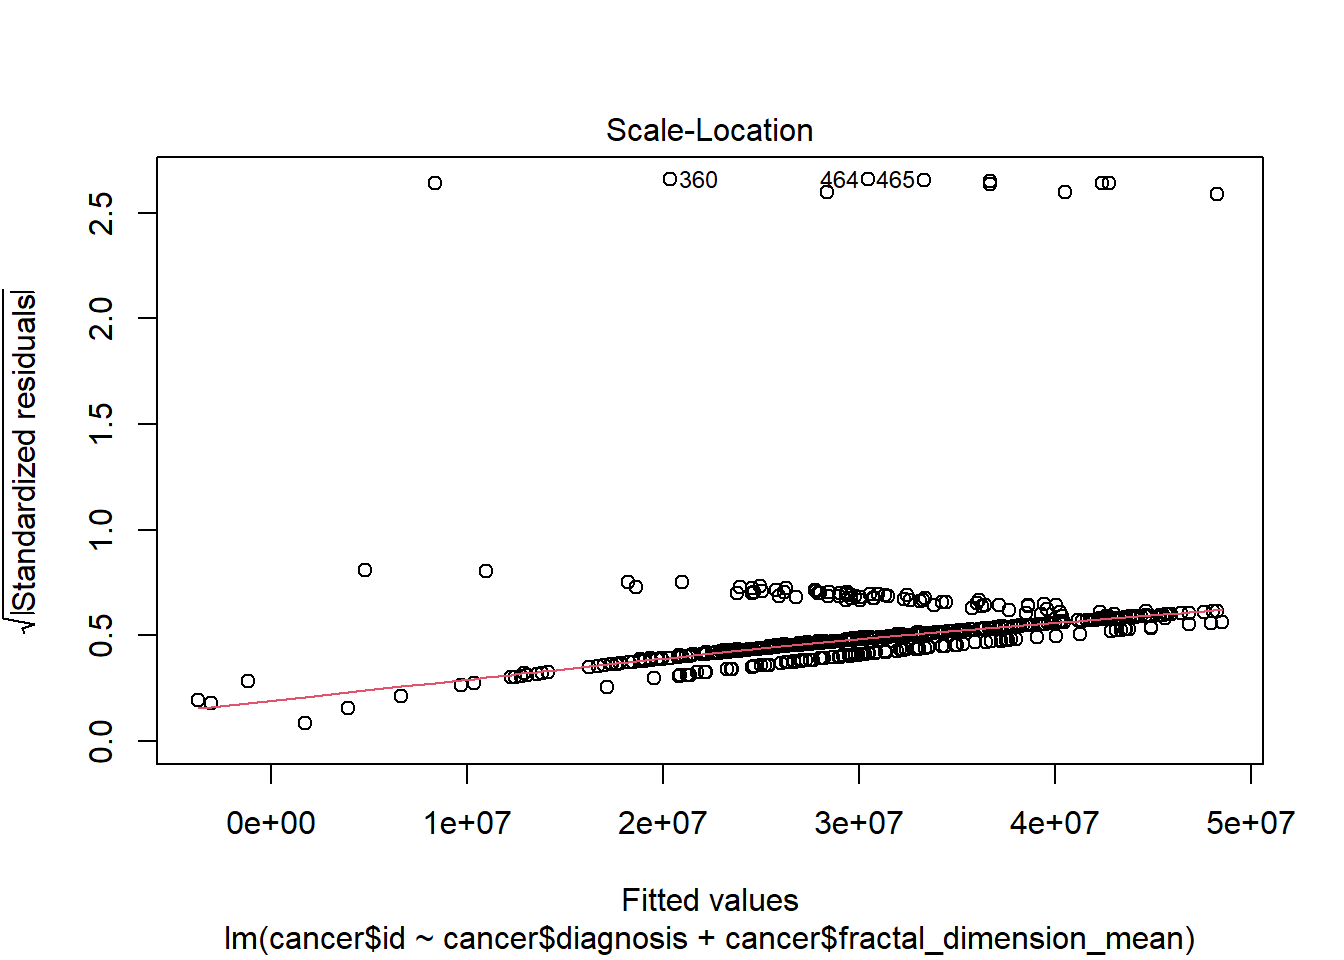 Scale-Location
360
464
465
√|Standardized residuals|
0.0
0.5
1.0
1.5
2.0
2.5
0e+00
1e+07
2e+07
3e+07
4e+07
5e+07
Fitted values
lm(cancer$id ~ cancer$diagnosis + cancer$fractal_dimension_mean)